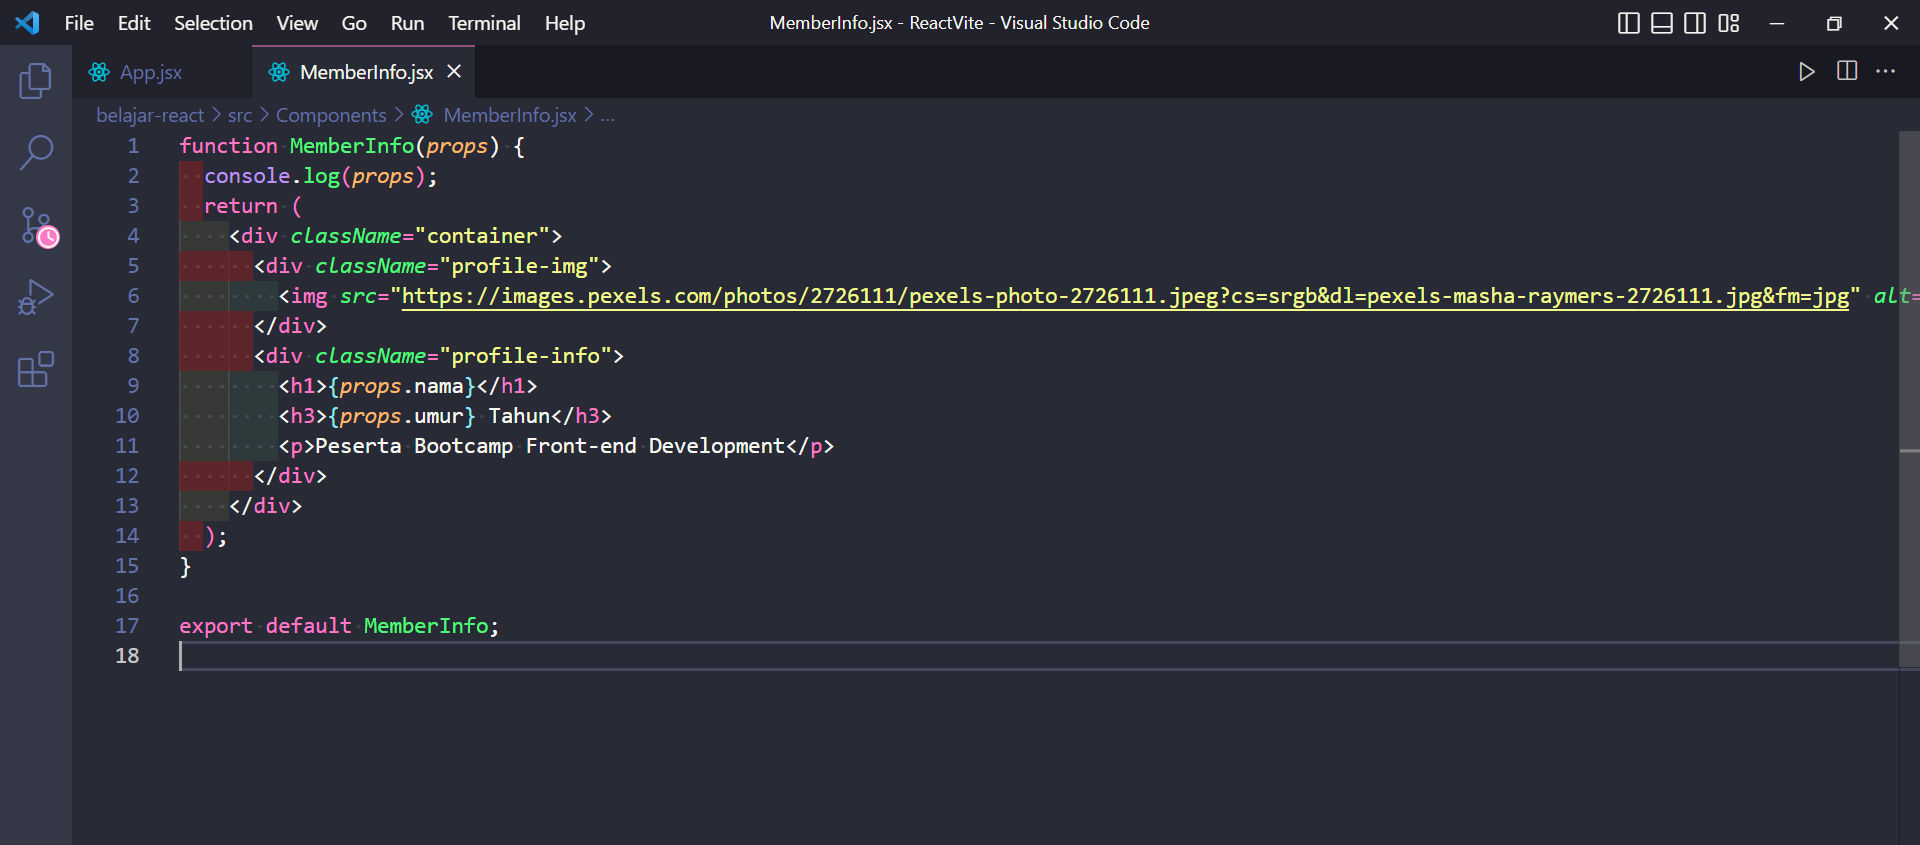 File Edit Selection View Go Run Terminal Help MemberInfo.jsx - ReactVite - Visual Studio Code
App.jsx MemberInfo.jsx
belajar-react > src > Components > MemberInfo.jsx > ...
1 function MemberInfo(props) {
2   console.log(props);
3   return (
4     <div className="container">
5       <div className="profile-img">
6         <img src="https://images.pexels.com/photos/2726111/pexels-photo-2726111.jpeg?cs=srgb&dl=pexels-masha-raymers-2726111.jpg&fm=jpg" alt=
7       </div>
8       <div className="profile-info">
9         <h1>{props.nama}</h1>
10         <h3>{props.umur} Tahun</h3>
11         <p>Peserta Bootcamp Front-end Development</p>
12       </div>
13     </div>
14   );
15 }
16
17 export default MemberInfo;
18